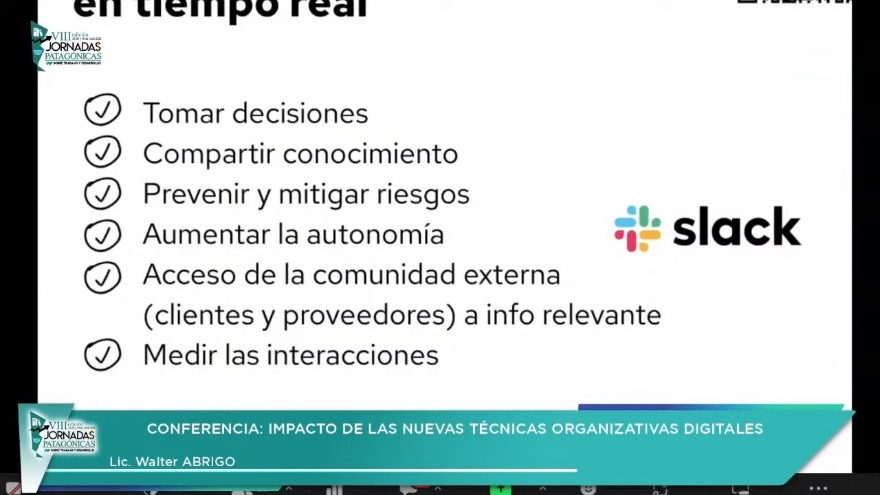 en tiempo real
VIII
JORNADAS
PATAGÓNICAS
Tomar decisiones
Compartir conocimiento
Prevenir y mitigar riesgos
Aumentar la autonomía
slack
Acceso de la comunidad externa
(clientes y proveedores) a info relevante
Medir las interacciones
VIII
JORNADAS
PATAGÓNICAS
CONFERENCIA: IMPACTO DE LAS NUEVAS TÉCNICAS ORGANIZATIVAS DIGITALES
Lic. Walter ABRIGO